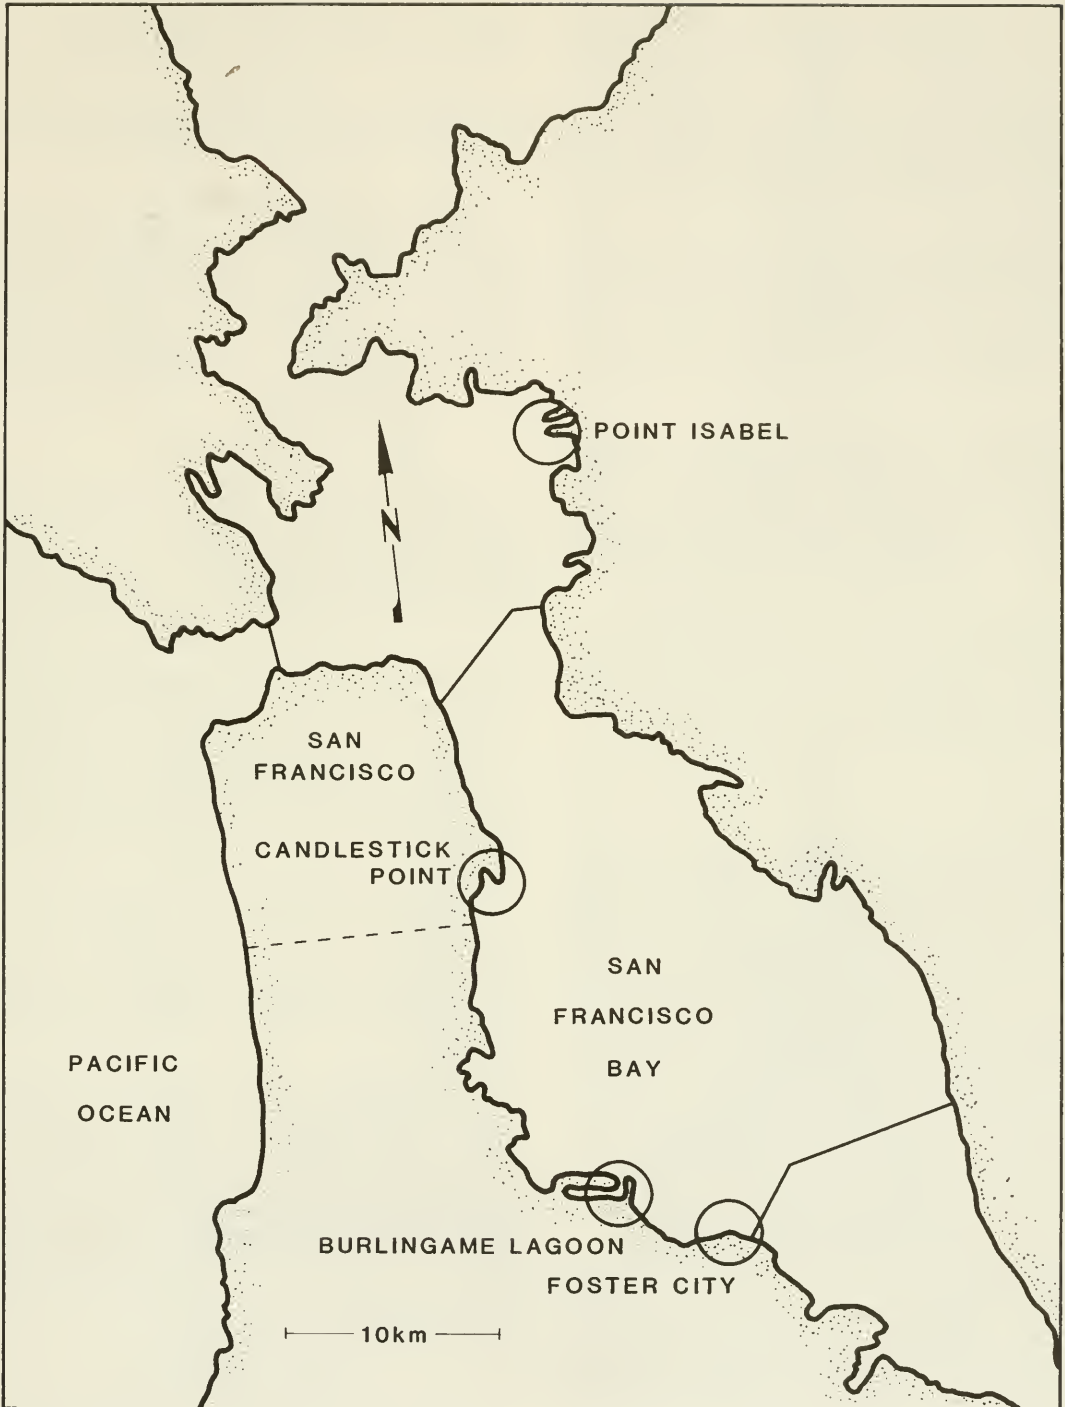 POINT ISABEL
N
SAN
FRANCISCO
CANDLESTICK
POINT
SAN
FRANCISCO
BAY
PACIFIC
OCEAN
BURLINGAME LAGOON
FOSTER CITY
10km